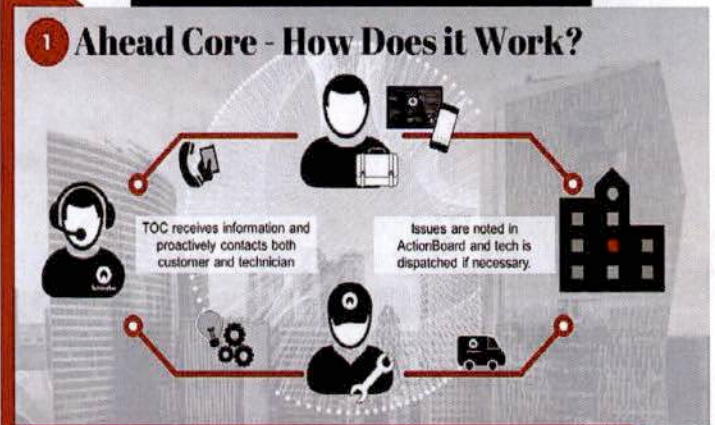 1 Ahead Core - How Does it Work?
TOC receives information and
proactively contacts both
customer and technician
Issues are noted in
ActionBoard and tech is
dispatched if necessary.
Schindler